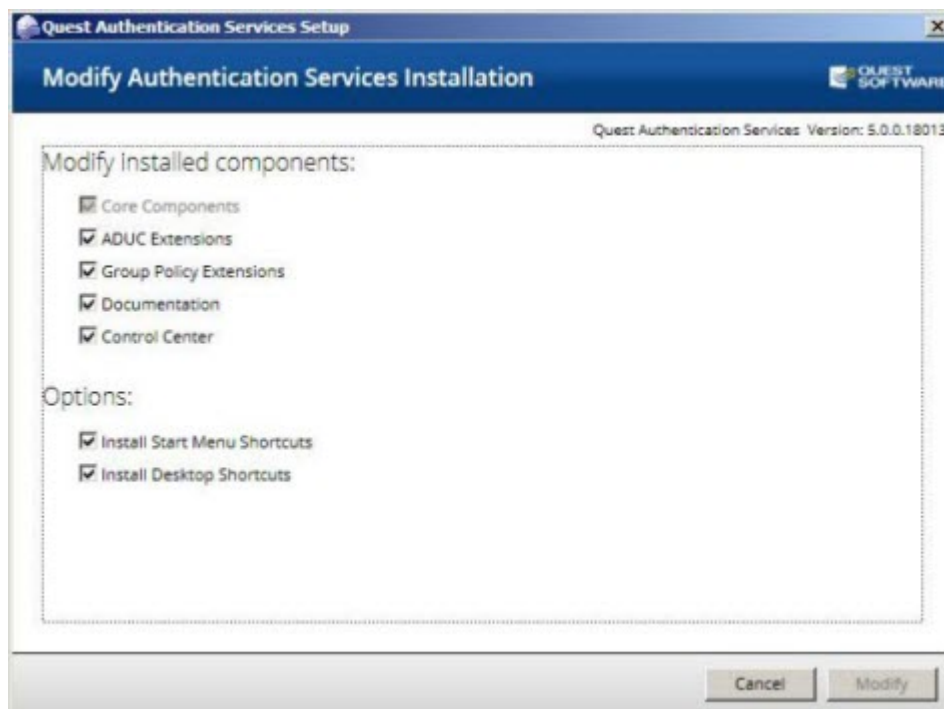 Quest Authentication Services Setup
Modify Authentication Services Installation
QUEST
SOFTWARE
Quest Authentication Services Version: 5.0.0.18013
Modify installed components:
Core Components
ADUC Extensions
Group Policy Extensions
Documentation
Control Center
Options:
Install Start Menu Shortcuts
Install Desktop Shortcuts
Cancel Modify